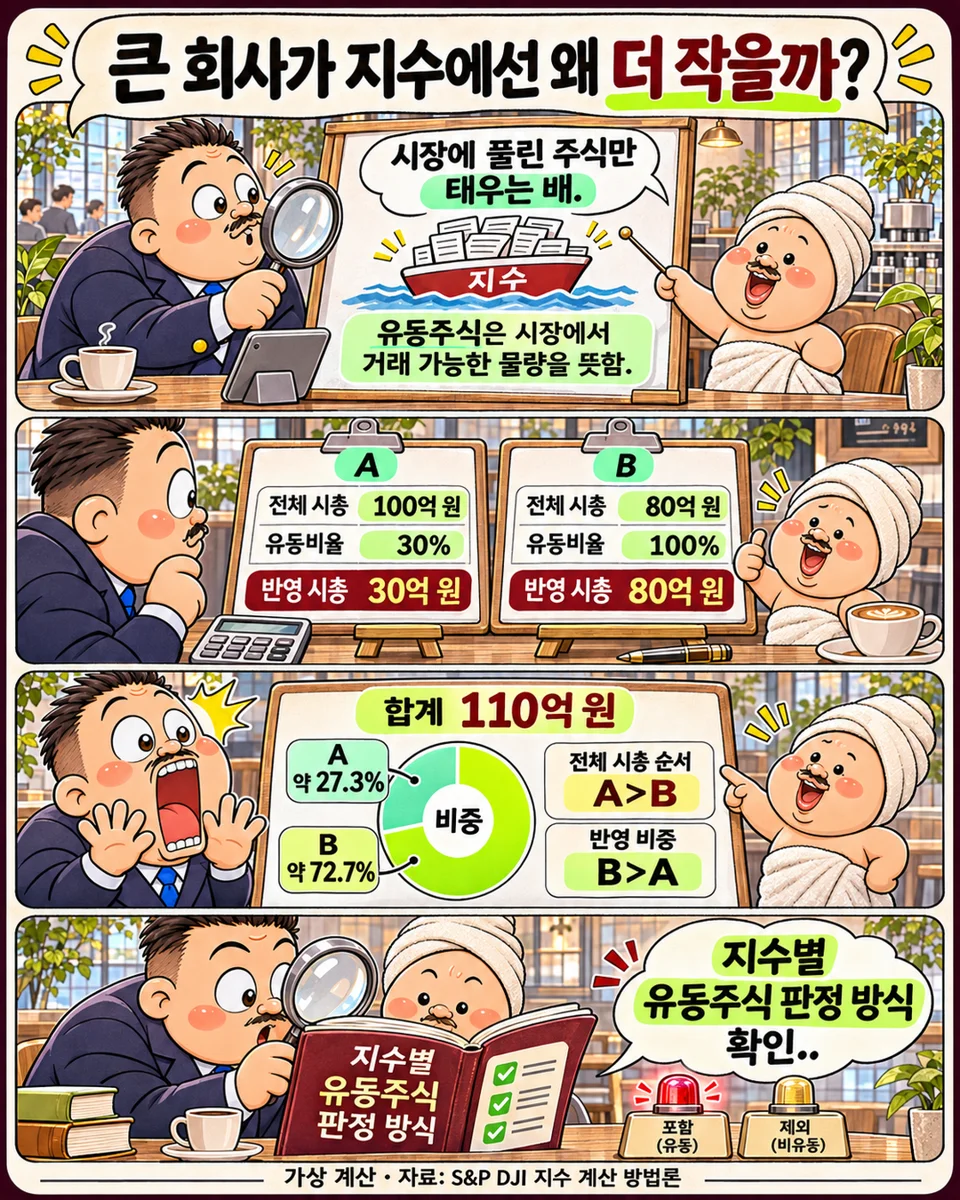 큰 회사가 지수에선 왜 더 작을까?
시장에 풀린 주식만
태우는 배.
지수
유동주식은 시장에서
거래 가능한 물량을 뜻함.
A
전체 시총 100억 원
유동비율 30%
반영 시총 30억 원
B
전체 시총 80억 원
유동비율 100%
반영 시총 80억 원
합계 110억 원
A
약 27.3%
B
약 72.7%
비중
전체 시총 순서
A>B
반영 비중
B>A
지수별
유동주식 판정 방식
확인..
지수별
유동주식
판정 방식
포함
(유동)
제외
(비유동)
가상 계산 · 자료: S&P DJI 지수 계산 방법론